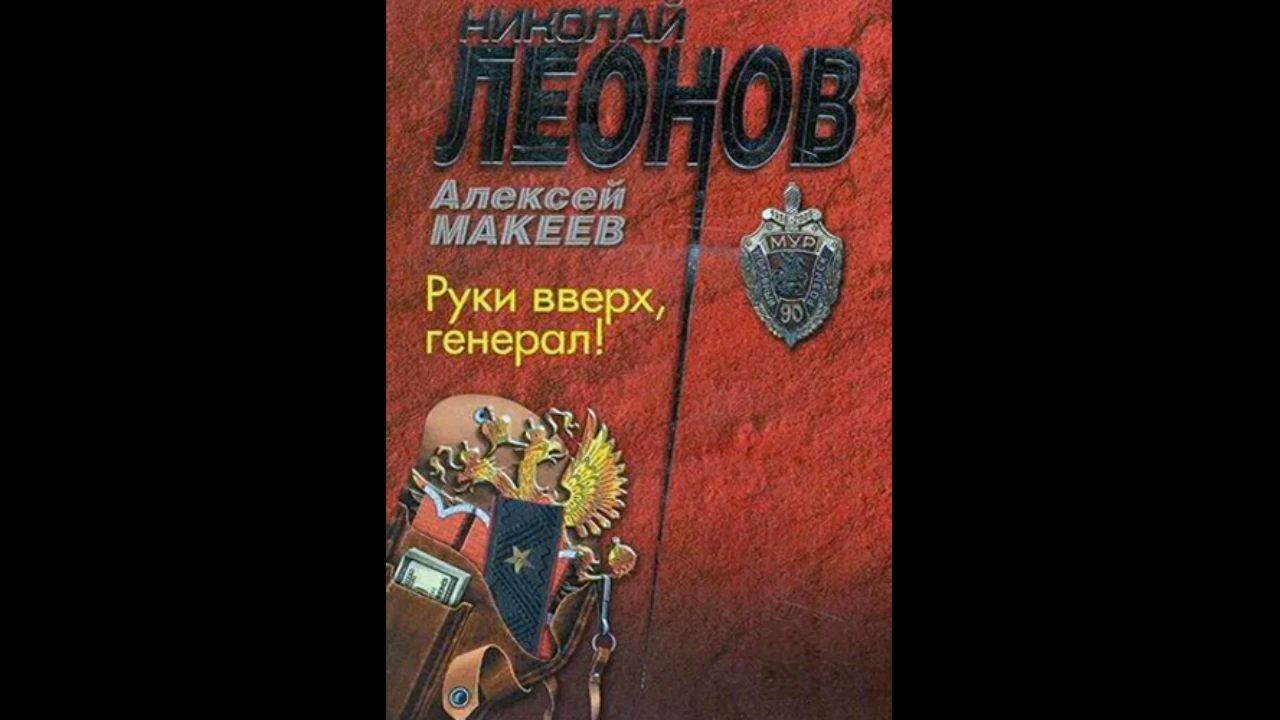 НИКОЛАЙ
ЛЕОНОВ
Алексей
МАКЕЕВ
МУР
90
Руки вверх,
генерал!